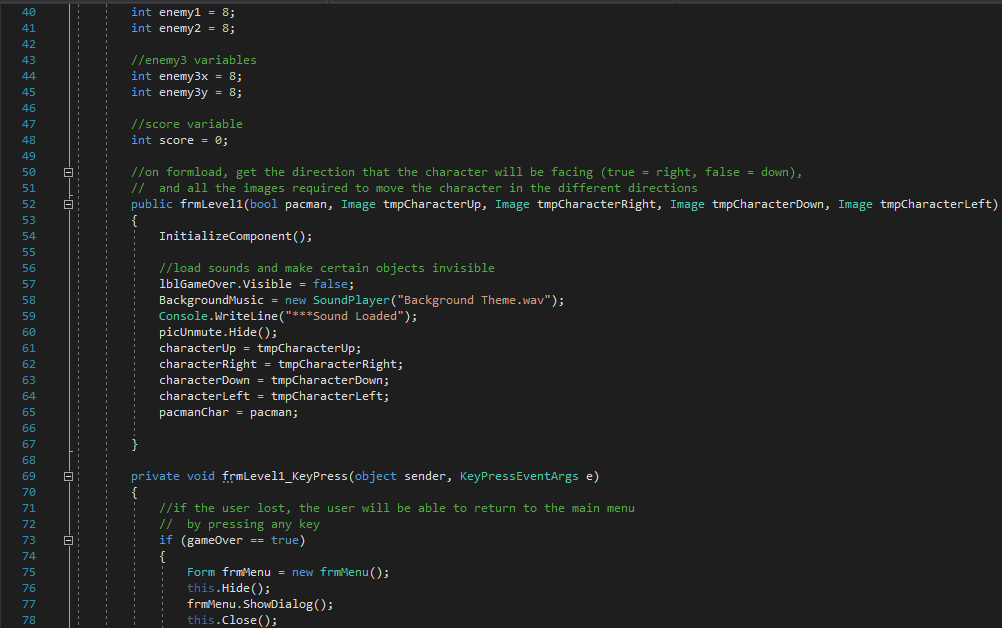 40 int enemy1 = 8;
41 int enemy2 = 8;
42
43 //enemy3 variables
44 int enemy3x = 8;
45 int enemy3y = 8;
46
47 //score variable
48 int score = 0;
49
50 //on formload, get the direction that the character will be facing (true = right, false = down),
51 //  and all the images required to move the character in the different directions
52 public frmLevel1(bool pacman, Image tmpCharacterUp, Image tmpCharacterRight, Image tmpCharacterDown, Image tmpCharacterLeft)
53 {
54     InitializeComponent();
55
56     //load sounds and make certain objects invisible
57     lblGameOver.Visible = false;
58     BackgroundMusic = new SoundPlayer("Background Theme.wav");
59     Console.WriteLine("***Sound Loaded");
60     picUnmute.Hide();
61     characterUp = tmpCharacterUp;
62     characterRight = tmpCharacterRight;
63     characterDown = tmpCharacterDown;
64     characterLeft = tmpCharacterLeft;
65     pacmanChar = pacman;
66
67 }
68
69 private void frmLevel1_KeyPress(object sender, KeyPressEventArgs e)
70 {
71     //if the user lost, the user will be able to return to the main menu
72     //  by pressing any key
73     if (gameOver == true)
74     {
75         Form frmMenu = new frmMenu();
76         this.Hide();
77         frmMenu.ShowDialog();
78         this.Close();